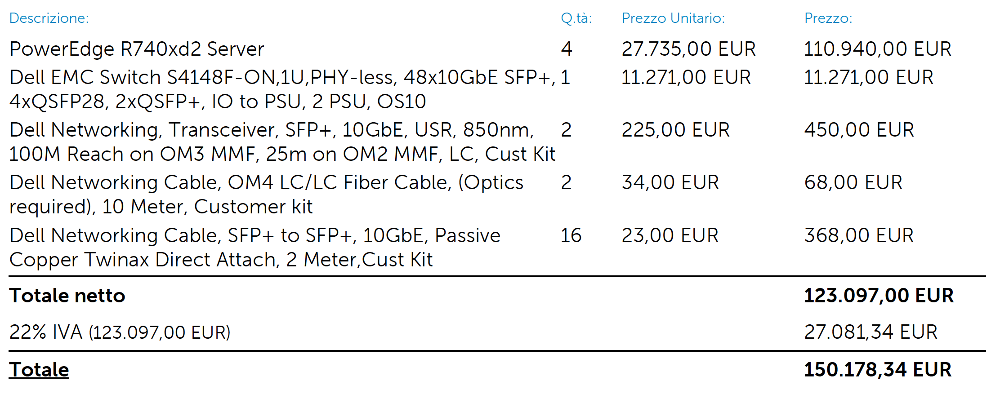 Descrizione: Q.tà: Prezzo Unitario: Prezzo:
PowerEdge R740xd2 Server 4 27.735,00 EUR 110.940,00 EUR
Dell EMC Switch S4148F-ON,1U,PHY-less, 48x10GbE SFP+, 1 11.271,00 EUR 11.271,00 EUR
4xQSFP28, 2xQSFP+, IO to PSU, 2 PSU, OS10
Dell Networking, Transceiver, SFP+, 10GbE, USR, 850nm, 2 225,00 EUR 450,00 EUR
100M Reach on OM3 MMF, 25m on OM2 MMF, LC, Cust Kit
Dell Networking Cable, OM4 LC/LC Fiber Cable, (Optics 2 34,00 EUR 68,00 EUR
required), 10 Meter, Customer kit
Dell Networking Cable, SFP+ to SFP+, 10GbE, Passive 16 23,00 EUR 368,00 EUR
Copper Twinax Direct Attach, 2 Meter,Cust Kit
Totale netto 123.097,00 EUR
22% IVA (123.097,00 EUR) 27.081,34 EUR
Totale 150.178,34 EUR